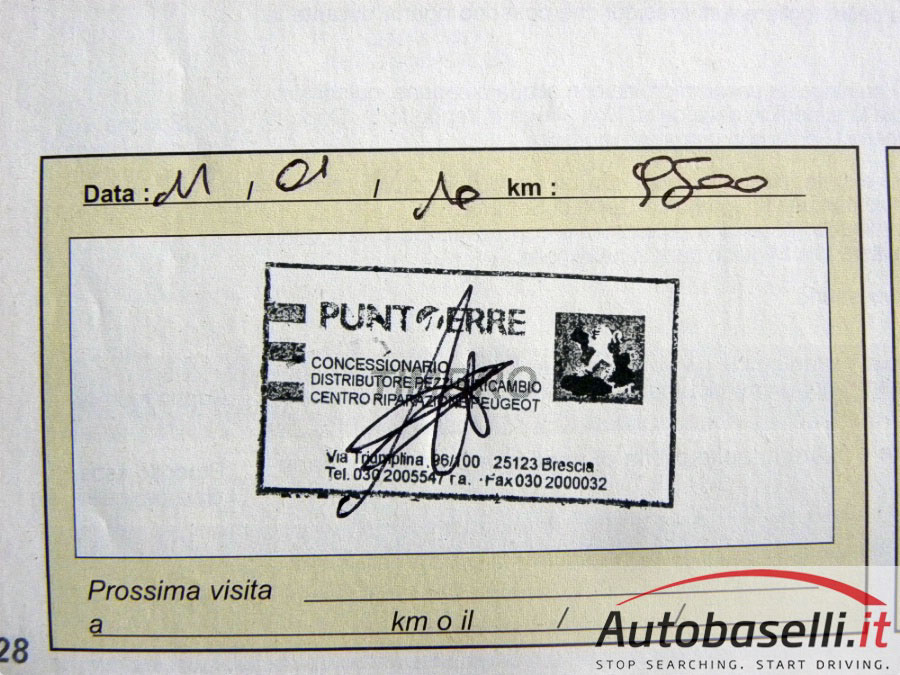 Data : 11 / 01 / 10 km : 9500
PUNTOERRE
CONCESSIONARIO
DISTRIBUTORE PEZZI DI RICAMBIO
CENTRO RIPARAZIONE PEUGEOT
Via Triumplina 96/100 25123 Brescia
Tel. 030 2005547 r.a. - Fax 030 2000032
Prossima visita
a km o il / /
28
Autobaselli.it
STOP SEARCHING. START DRIVING.